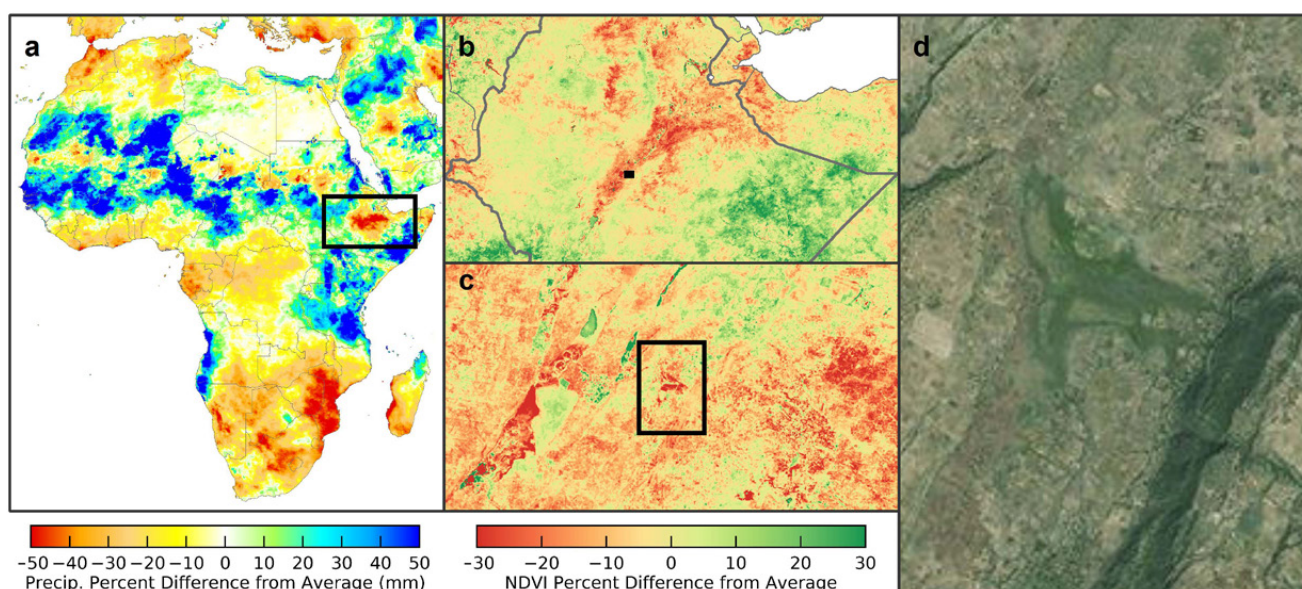 a
b
c
d
−50 −40 −30 −20 −10 0 10 20 30 40 50
Precip. Percent Difference from Average (mm)
−30 −20 −10 0 10 20 30
NDVI Percent Difference from Average